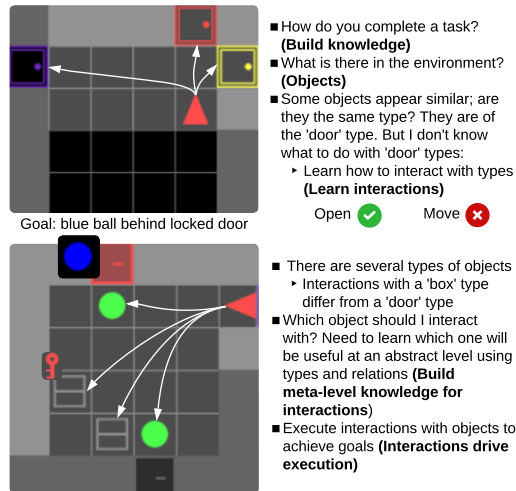 ■ How do you complete a task?
(Build knowledge)
■ What is there in the environment?
(Objects)
■ Some objects appear similar; are
they the same type? They are of
the 'door' type. But I don't know
what to do with 'door' types:
‣ Learn how to interact with types
(Learn interactions)
Open Move
Goal: blue ball behind locked door
■ There are several types of objects
‣ Interactions with a 'box' type
differ from a 'door' type
■ Which object should I interact
with? Need to learn which one will
be useful at an abstract level using
types and relations (Build
meta-level knowledge for
interactions)
■ Execute interactions with objects to
achieve goals (Interactions drive
execution)